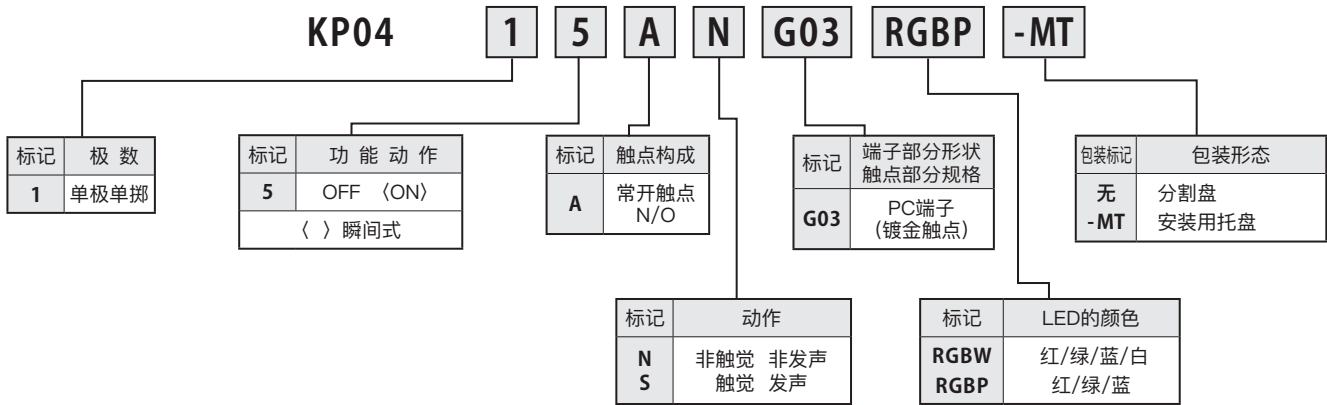 KP04 1 5 A N G03 RGBP -MT
标记 极 数
1 单极单掷
标记 功 能 动 作
5 OFF 〈ON〉
〈 〉瞬间式
标记 触点构成
A 常开触点
N/O
标记 端子部分形状
触点部分规格
G03 PC端子
(镀金触点)
包装标记 包装形态
无 分割盘
-MT 安装用托盘
标记 动作
N 非触觉 非发声
S 触觉 发声
标记 LED的颜色
RGBW 红/绿/蓝/白
RGBP 红/绿/蓝